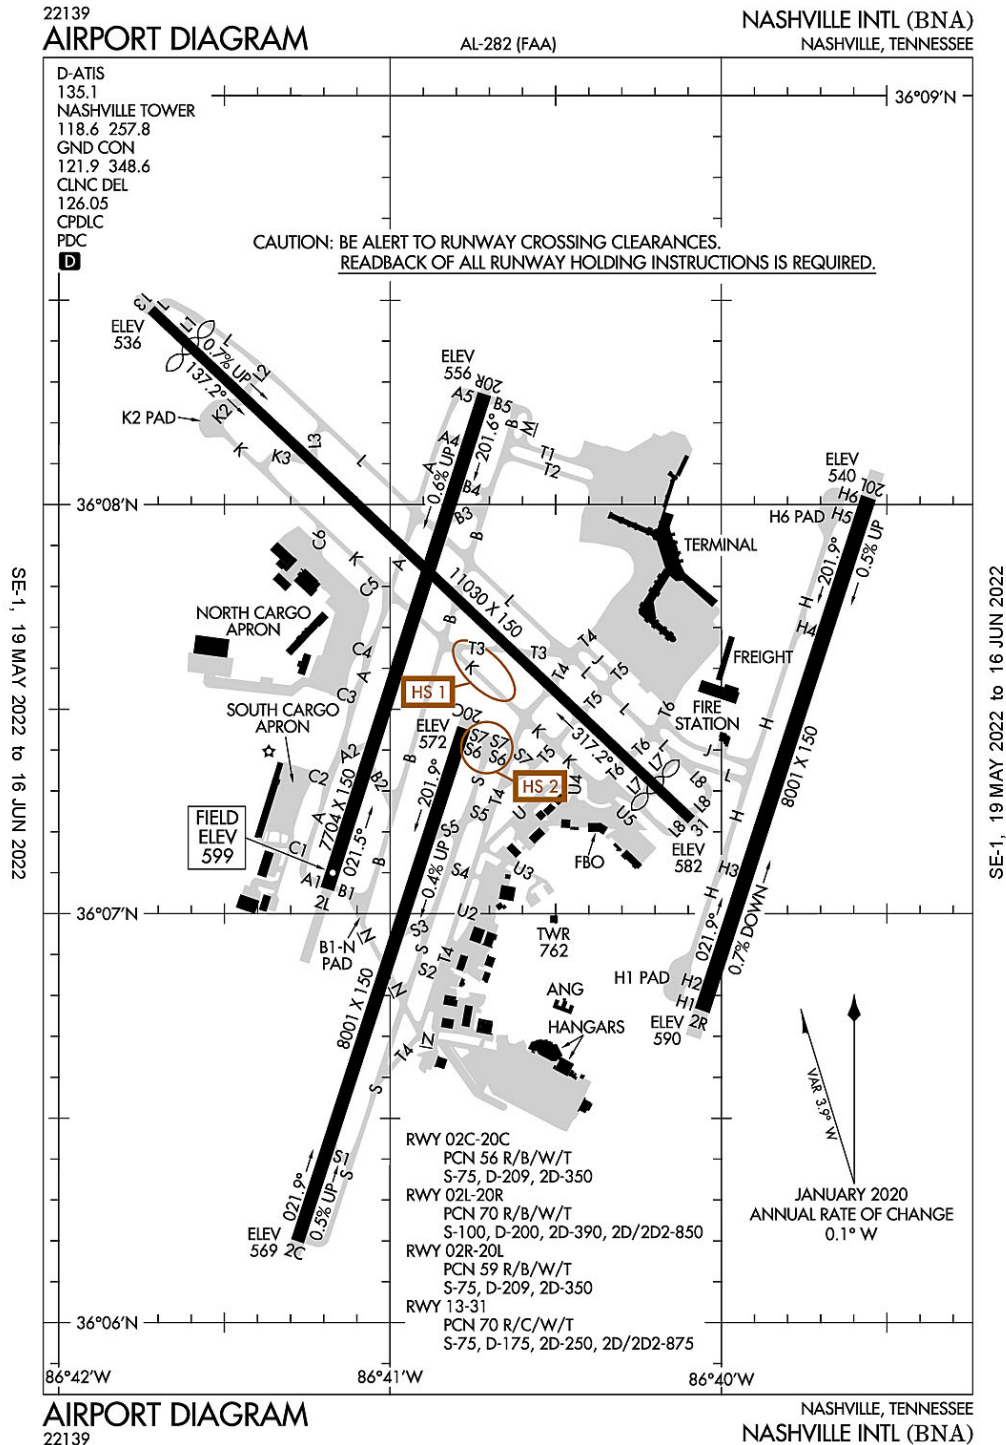 22139
AIRPORT DIAGRAM
AL-282 (FAA)
NASHVILLE INTL (BNA)
NASHVILLE, TENNESSEE
D-ATIS
135.1
NASHVILLE TOWER
118.6 257.8
GND CON
121.9 348.6
CLNC DEL
126.05
CPDLC
PDC
D
36°09'N
CAUTION: BE ALERT TO RUNWAY CROSSING CLEARANCES.
READBACK OF ALL RUNWAY HOLDING INSTRUCTIONS IS REQUIRED.
13
L
ELEV
536
L1
L
0.7% UP
137.2°
L2
K2 PAD
K2
K
K3
L3
L
ELEV
556
20R
A5
B5
A4
A
0.6% UP
201.6°
B
M
T1
T2
B4
B3
B
ELEV
540
20L
H6
H5
H6 PAD
36°08'N
0.5% UP
201.9°
TERMINAL
C6
K
C5
A
11030 X 150
L
B
H
H4
NORTH CARGO
APRON
C4
A
C3
T3
K
T3
T4
T4
J
L
T5
T5
L
FREIGHT
HS 1
SOUTH CARGO
APRON
20C
ELEV
572
S7
S7
S6
S6
S7
HS 2
K
T5
K
317.2°
T6
T6
FIRE
STATION
J
L
L
H
8001 X 150
A2
B2
B
C2
7704 X 150
021.5°
201.9°
S
T4
S5
S5
U
U4
T6
L7
L7
L8
L8
U5
L8
31
ELEV
582
H
FIELD
ELEV
599
A
C1
A1
B1
2L
B
0.4% UP
S4
U3
FBO
H3
H
021.9°
0.7% DOWN
36°07'N
B1-N
PAD
N
S3
S
S2
U2
T4
TWR
762
H1 PAD
H2
H1
ELEV
590
2R
8001 X 150
N
N
T4
S
ANG
HANGARS
VAR 3.9° W
JANUARY 2020
ANNUAL RATE OF CHANGE
0.1° W
021.9°
0.5% UP
S1
S
ELEV
569
2C
RWY 02C-20C
PCN 56 R/B/W/T
S-75, D-209, 2D-350
RWY 02L-20R
PCN 70 R/B/W/T
S-100, D-200, 2D-390, 2D/2D2-850
RWY 02R-20L
PCN 59 R/B/W/T
S-75, D-209, 2D-350
RWY 13-31
PCN 70 R/C/W/T
S-75, D-175, 2D-250, 2D/2D2-875
36°06'N
86°42'W
86°41'W
86°40'W
SE-1, 19 MAY 2022 to 16 JUN 2022
SE-1, 19 MAY 2022 to 16 JUN 2022
AIRPORT DIAGRAM
22139
NASHVILLE, TENNESSEE
NASHVILLE INTL (BNA)